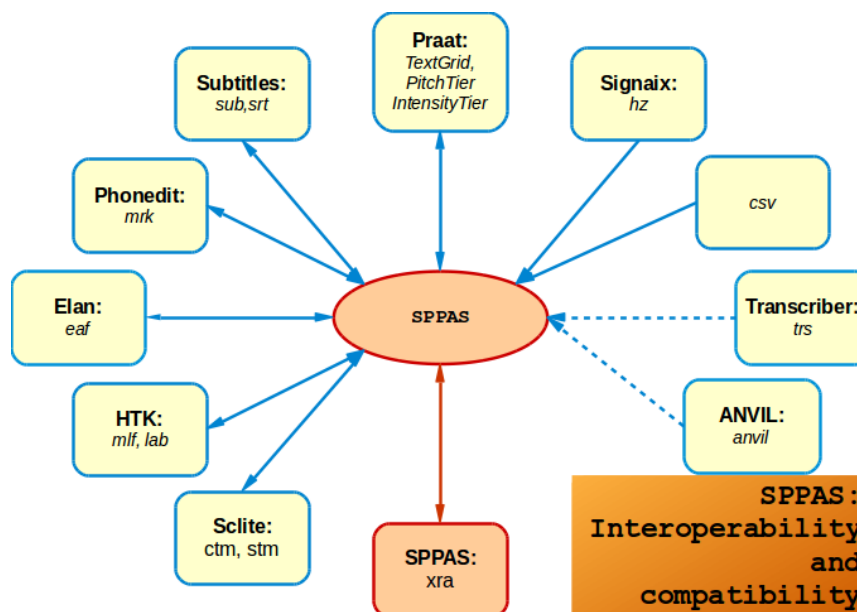 Praat:
TextGrid,
PitchTier
IntensityTier
Subtitles:
sub,srt
Signaix:
hz
Phonedit:
mrk
csv
Elan:
eaf
SPPAS
Transcriber:
trs
HTK:
mlf, lab
ANVIL:
anvil
Sclite:
ctm, stm
SPPAS:
xra
SPPAS:
Interoperability
and
compatibility